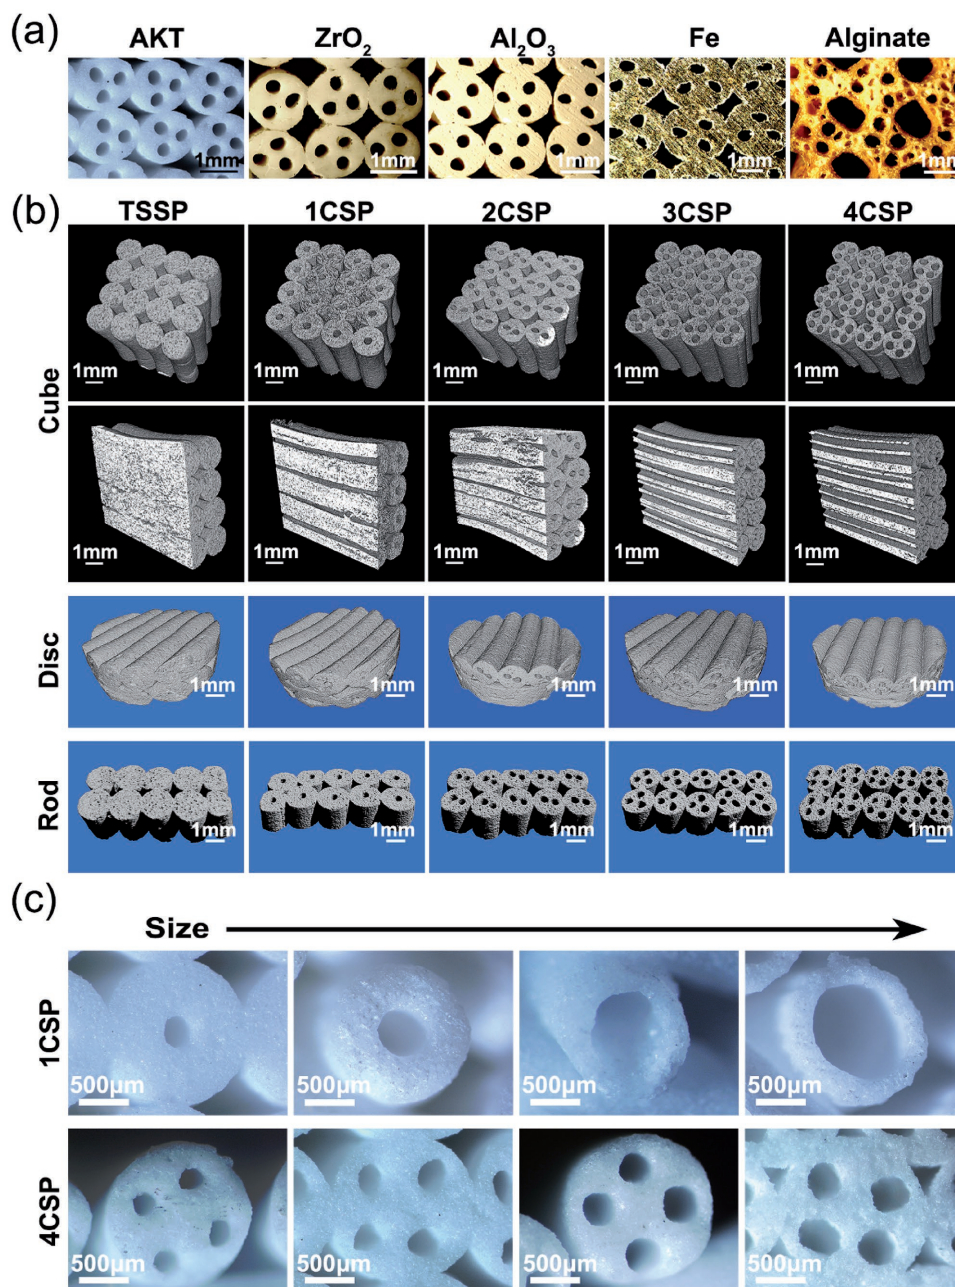 (a)
AKT ZrO₂ Al₂O₃ Fe Alginate
1mm 1mm 1mm 1mm 1mm
(b)
TSSP 1CSP 2CSP 3CSP 4CSP
Cube
1mm 1mm 1mm 1mm 1mm
1mm 1mm 1mm 1mm 1mm
Disc
1mm 1mm 1mm 1mm 1mm
Rod
1mm 1mm 1mm 1mm 1mm
(c)
Size
1CSP
500μm 500μm 500μm 500μm
4CSP
500μm 500μm 500μm 500μm